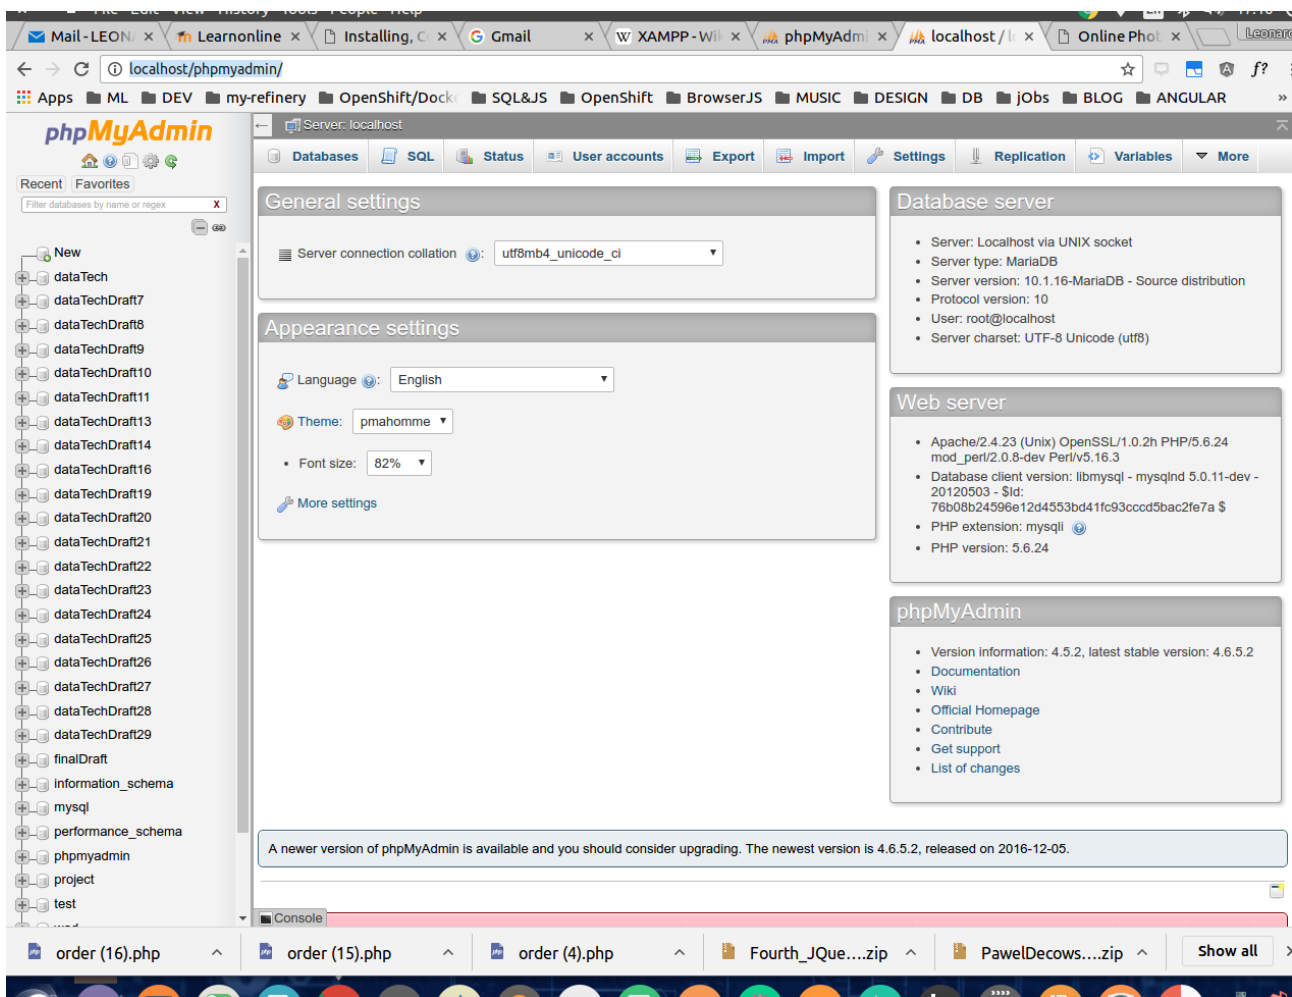 File Edit View History Tools People Help
Mail - LEON
Learnonline
Installing, C
Gmail
XAMPP - Wi
phpMyAdmi
localhost / l
Online Phot
Leonard
localhost/phpmyadmin/
f?
Apps ML DEV my-refinery OpenShift/Docke SQL&JS OpenShift BrowserJS MUSIC DESIGN DB jObs BLOG ANGULAR »
phpMyAdmin
Recent Favorites
Filter databases by name or regex X
New
dataTech
dataTechDraft7
dataTechDraft8
dataTechDraft9
dataTechDraft10
dataTechDraft11
dataTechDraft13
dataTechDraft14
dataTechDraft16
dataTechDraft19
dataTechDraft20
dataTechDraft21
dataTechDraft22
dataTechDraft23
dataTechDraft24
dataTechDraft25
dataTechDraft26
dataTechDraft27
dataTechDraft28
dataTechDraft29
finalDraft
information_schema
mysql
performance_schema
phpmyadmin
project
test
Server: localhost
Databases SQL Status User accounts Export Import Settings Replication Variables More
General settings
Server connection collation : utf8mb4_unicode_ci
Appearance settings
Language : English
Theme: pmahomme
• Font size: 82%
More settings
Database server
• Server: Localhost via UNIX socket
• Server type: MariaDB
• Server version: 10.1.16-MariaDB - Source distribution
• Protocol version: 10
• User: root@localhost
• Server charset: UTF-8 Unicode (utf8)
Web server
• Apache/2.4.23 (Unix) OpenSSL/1.0.2h PHP/5.6.24
mod_perl/2.0.8-dev Perl/v5.16.3
• Database client version: libmysql - mysqlnd 5.0.11-dev -
20120503 - $Id:
76b08b24596e12d4553bd41fc93cccd5bac2fe7a $
• PHP extension: mysqli
• PHP version: 5.6.24
phpMyAdmin
• Version information: 4.5.2, latest stable version: 4.6.5.2
• Documentation
• Wiki
• Official Homepage
• Contribute
• Get support
• List of changes
A newer version of phpMyAdmin is available and you should consider upgrading. The newest version is 4.6.5.2, released on 2016-12-05.
Console
order (16).php
order (15).php
order (4).php
Fourth_JQue....zip
PawelDecows....zip
Show all